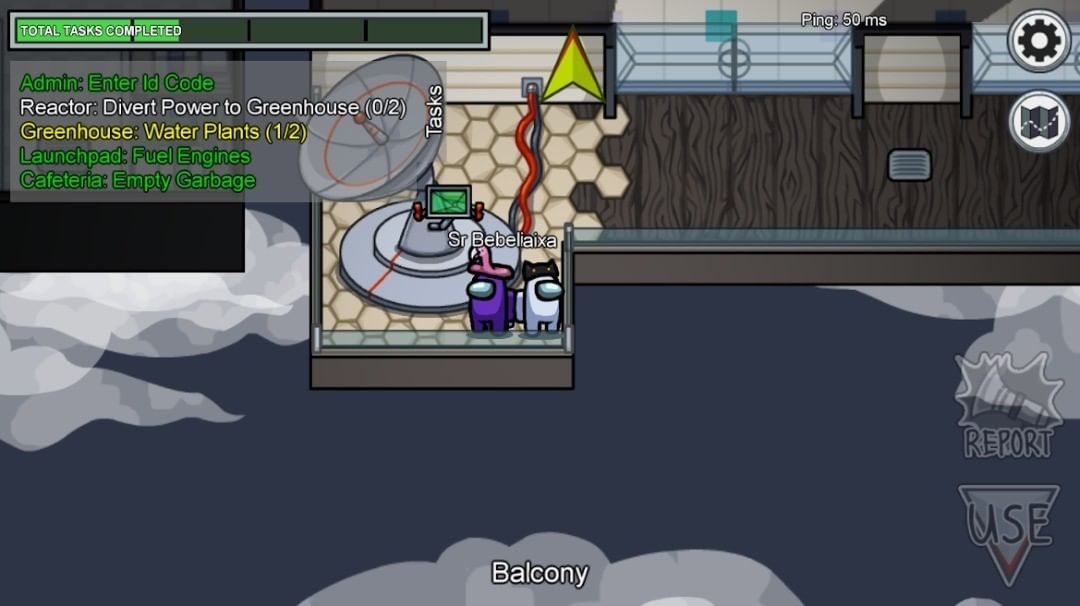 TOTAL TASKS COMPLETED
Ping: 50 ms
Admin: Enter Id Code
Reactor: Divert Power to Greenhouse (0/2)
Greenhouse: Water Plants (1/2)
Launchpad: Fuel Engines
Cafeteria: Empty Garbage
Tasks
Sr Bebeliaixa
REPORT
USE
Balcony